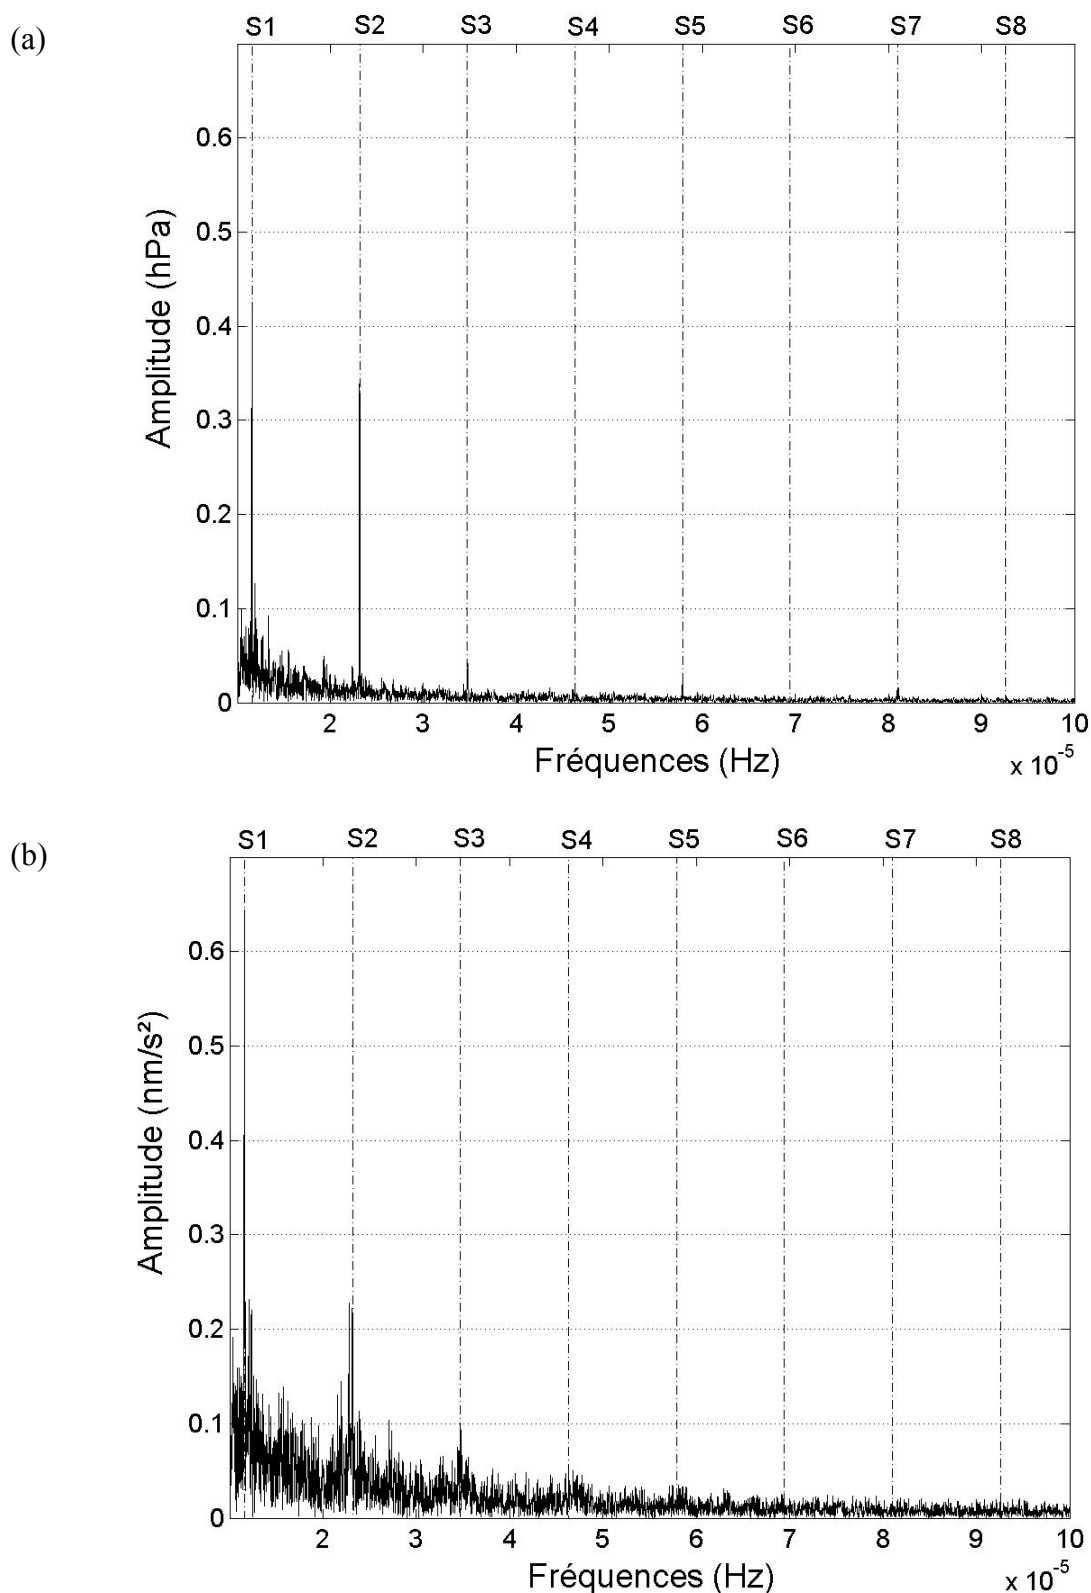 (a)
S1 S2 S3 S4 S5 S6 S7 S8
0.6
0.5
0.4
0.3
0.2
0.1
0
Amplitude (hPa)
2 3 4 5 6 7 8 9 10
Fréquences (Hz)
x 10⁻⁵
(b)
S1 S2 S3 S4 S5 S6 S7 S8
0.6
0.5
0.4
0.3
0.2
0.1
0
Amplitude (nm/s²)
2 3 4 5 6 7 8 9 10
Fréquences (Hz)
x 10⁻⁵